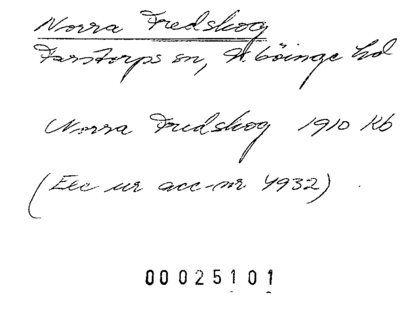 Norra Fredskog
Farstorps sn, V. Göinge hd
Norra Fredskog 1910 Kb
(Exc ur acc-nr 4932)
00025101